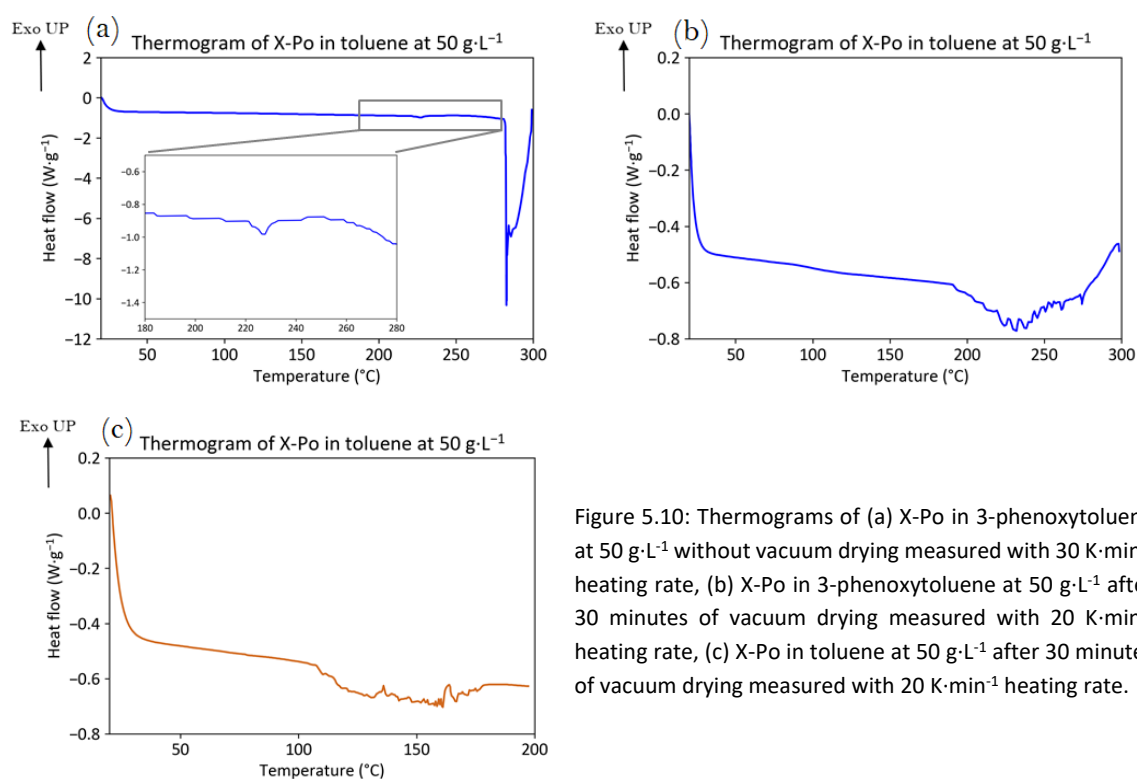 Exo UP
(a)
Thermogram of X-Po in toluene at 50 g·L⁻¹
Heat flow (W·g⁻¹)
0
−2
−4
−6
−8
−10
−12
50
100
150
200
250
300
Temperature (°C)
−0.6
−0.8
−1.0
−1.2
−1.4
180
200
220
240
260
280
Exo UP
(b)
Thermogram of X-Po in toluene at 50 g·L⁻¹
Heat flow (W·g⁻¹)
0.2
0.0
−0.2
−0.4
−0.6
−0.8
50
100
150
200
250
300
Temperature (°C)
Exo UP
(c)
Thermogram of X-Po in toluene at 50 g·L⁻¹
Heat flow (W·g⁻¹)
0.2
0.0
−0.2
−0.4
−0.6
−0.8
50
100
150
200
Temperature (°C)
Figure 5.10: Thermograms of (a) X-Po in 3-phenoxytoluen
at 50 g·L⁻¹ without vacuum drying measured with 30 K·min
heating rate, (b) X-Po in 3-phenoxytoluene at 50 g·L⁻¹ afte
30 minutes of vacuum drying measured with 20 K·min
heating rate, (c) X-Po in toluene at 50 g·L⁻¹ after 30 minute
of vacuum drying measured with 20 K·min⁻¹ heating rate.